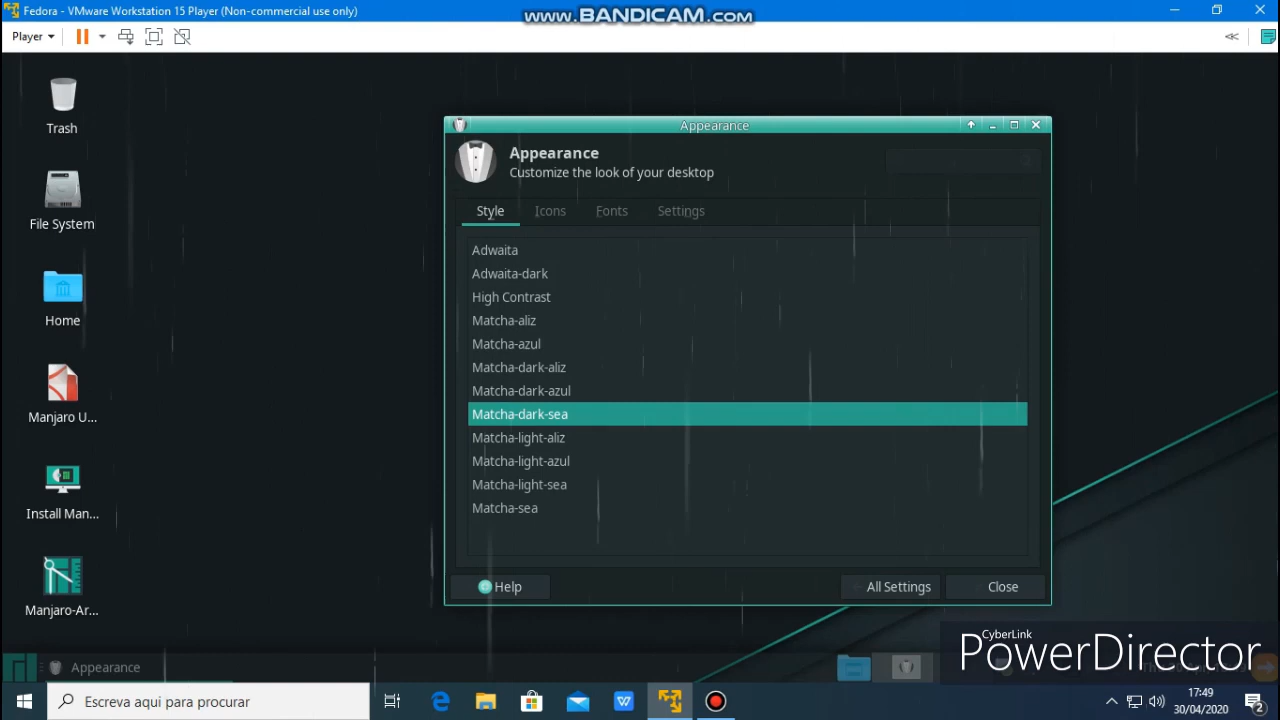 Fedora - VMware Workstation 15 Player (Non-commercial use only)
www.BANDICAM.com
Player
Trash
File System
Home
Manjaro U...
Install Man...
Manjaro-Ar...
Appearance
Appearance
Customize the look of your desktop
Style
Icons
Fonts
Settings
Adwaita
Adwaita-dark
High Contrast
Matcha-aliz
Matcha-azul
Matcha-dark-aliz
Matcha-dark-azul
Matcha-dark-sea
Matcha-light-aliz
Matcha-light-azul
Matcha-light-sea
Matcha-sea
Help
All Settings
Close
CyberLink
PowerDirector
Appearance
Escreva aqui para procurar
17:49
30/04/2020
2